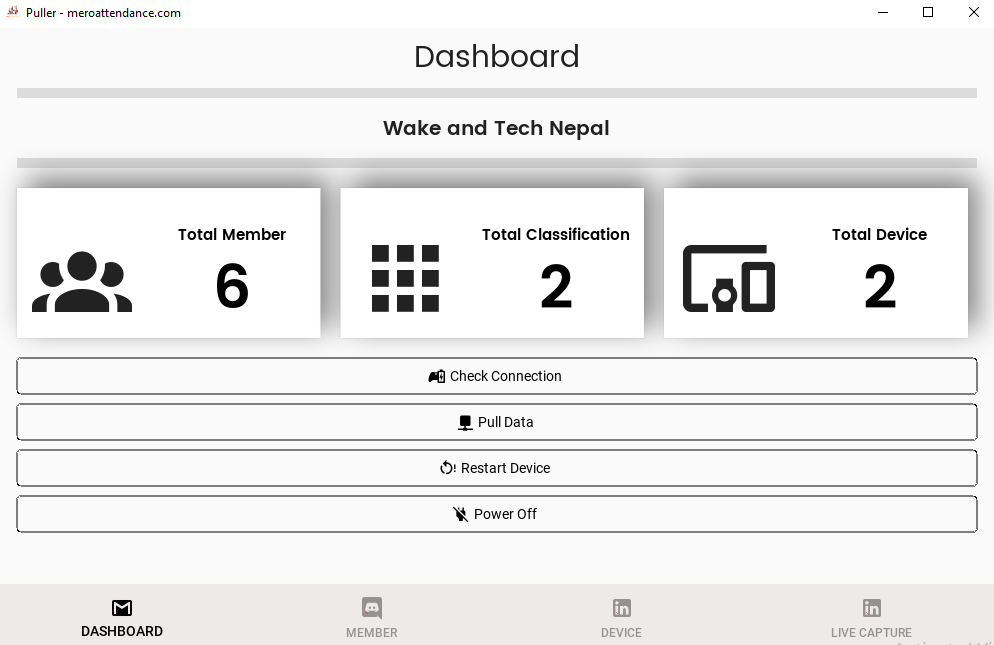 Puller - meroattendance.com
Dashboard
Wake and Tech Nepal
Total Member
6
Total Classification
2
Total Device
2
Check Connection
Pull Data
Restart Device
Power Off
DASHBOARD
MEMBER
DEVICE
LIVE CAPTURE